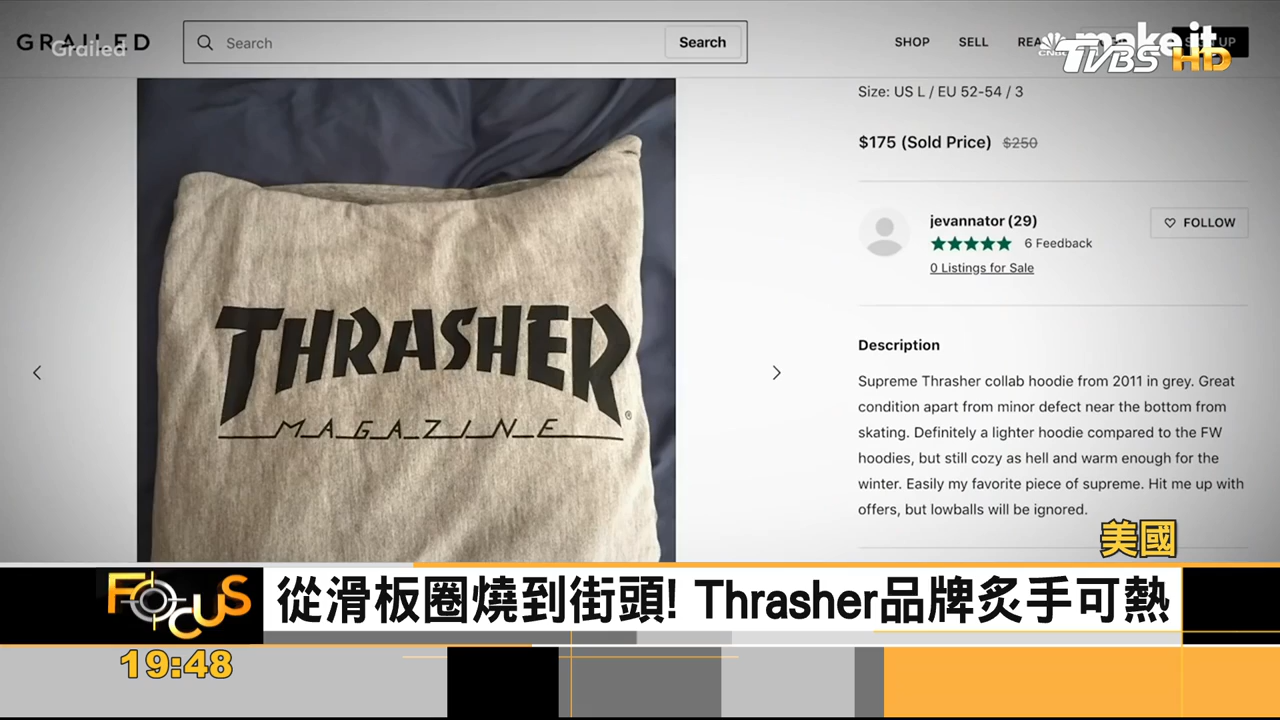 GRAILED
Grailed
Search
Search
SHOP
SELL
make it
CNBC
TVBS HD
Size: US L / EU 52-54 / 3
$175 (Sold Price) $250
jevannator (29)
6 Feedback
FOLLOW
0 Listings for Sale
THRASHER
MAGAZINE
®
Description
Supreme Thrasher collab hoodie from 2011 in grey. Great
condition apart from minor defect near the bottom from
skating. Definitely a lighter hoodie compared to the FW
hoodies, but still cozy as hell and warm enough for the
winter. Easily my favorite piece of supreme. Hit me up with
offers, but lowballs will be ignored.
美國
FOCUS
從滑板圈燒到街頭! Thrasher品牌炙手可熱
19:48